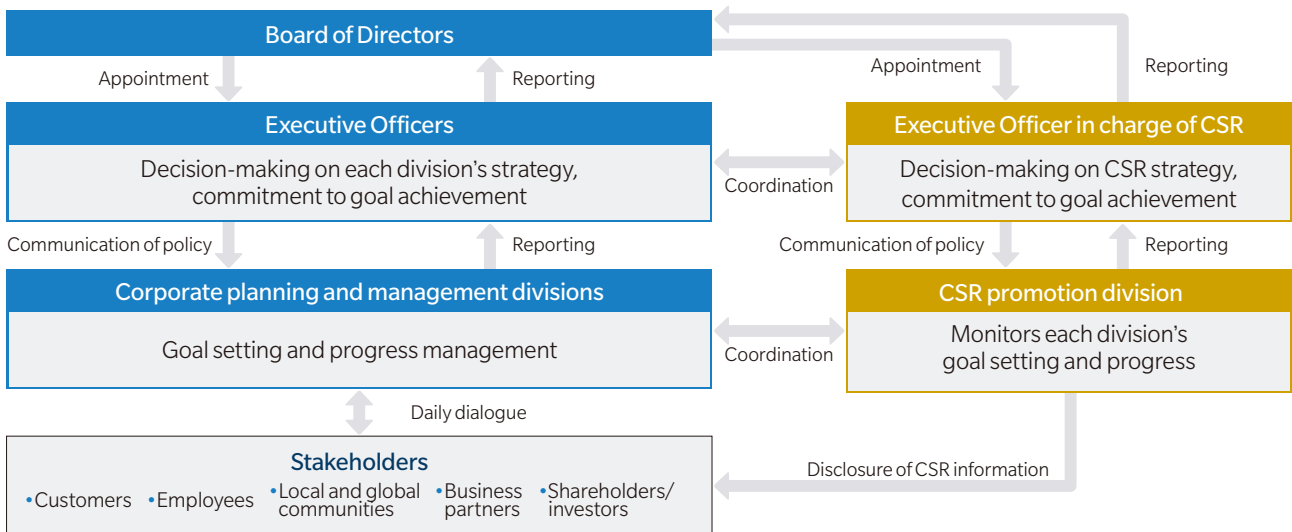 Board of Directors
Appointment
Reporting
Appointment
Reporting
Executive Officers
Decision-making on each division’s strategy,
commitment to goal achievement
Coordination
Executive Officer in charge of CSR
Decision-making on CSR strategy,
commitment to goal achievement
Communication of policy
Reporting
Communication of policy
Reporting
Corporate planning and management divisions
Goal setting and progress management
Coordination
CSR promotion division
Monitors each division’s
goal setting and progress
Daily dialogue
Disclosure of CSR information
Stakeholders
•Customers
•Employees
•Local and global
communities
•Business
partners
•Shareholders/
investors